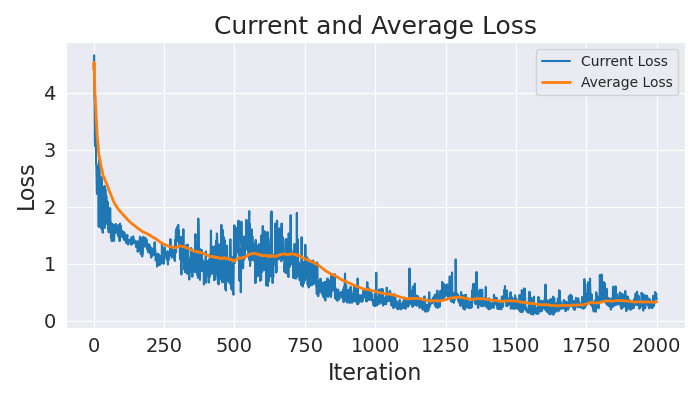 Current and Average Loss
Current Loss
Average Loss
Loss
4
3
2
1
0
0 250 500 750 1000 1250 1500 1750 2000
Iteration